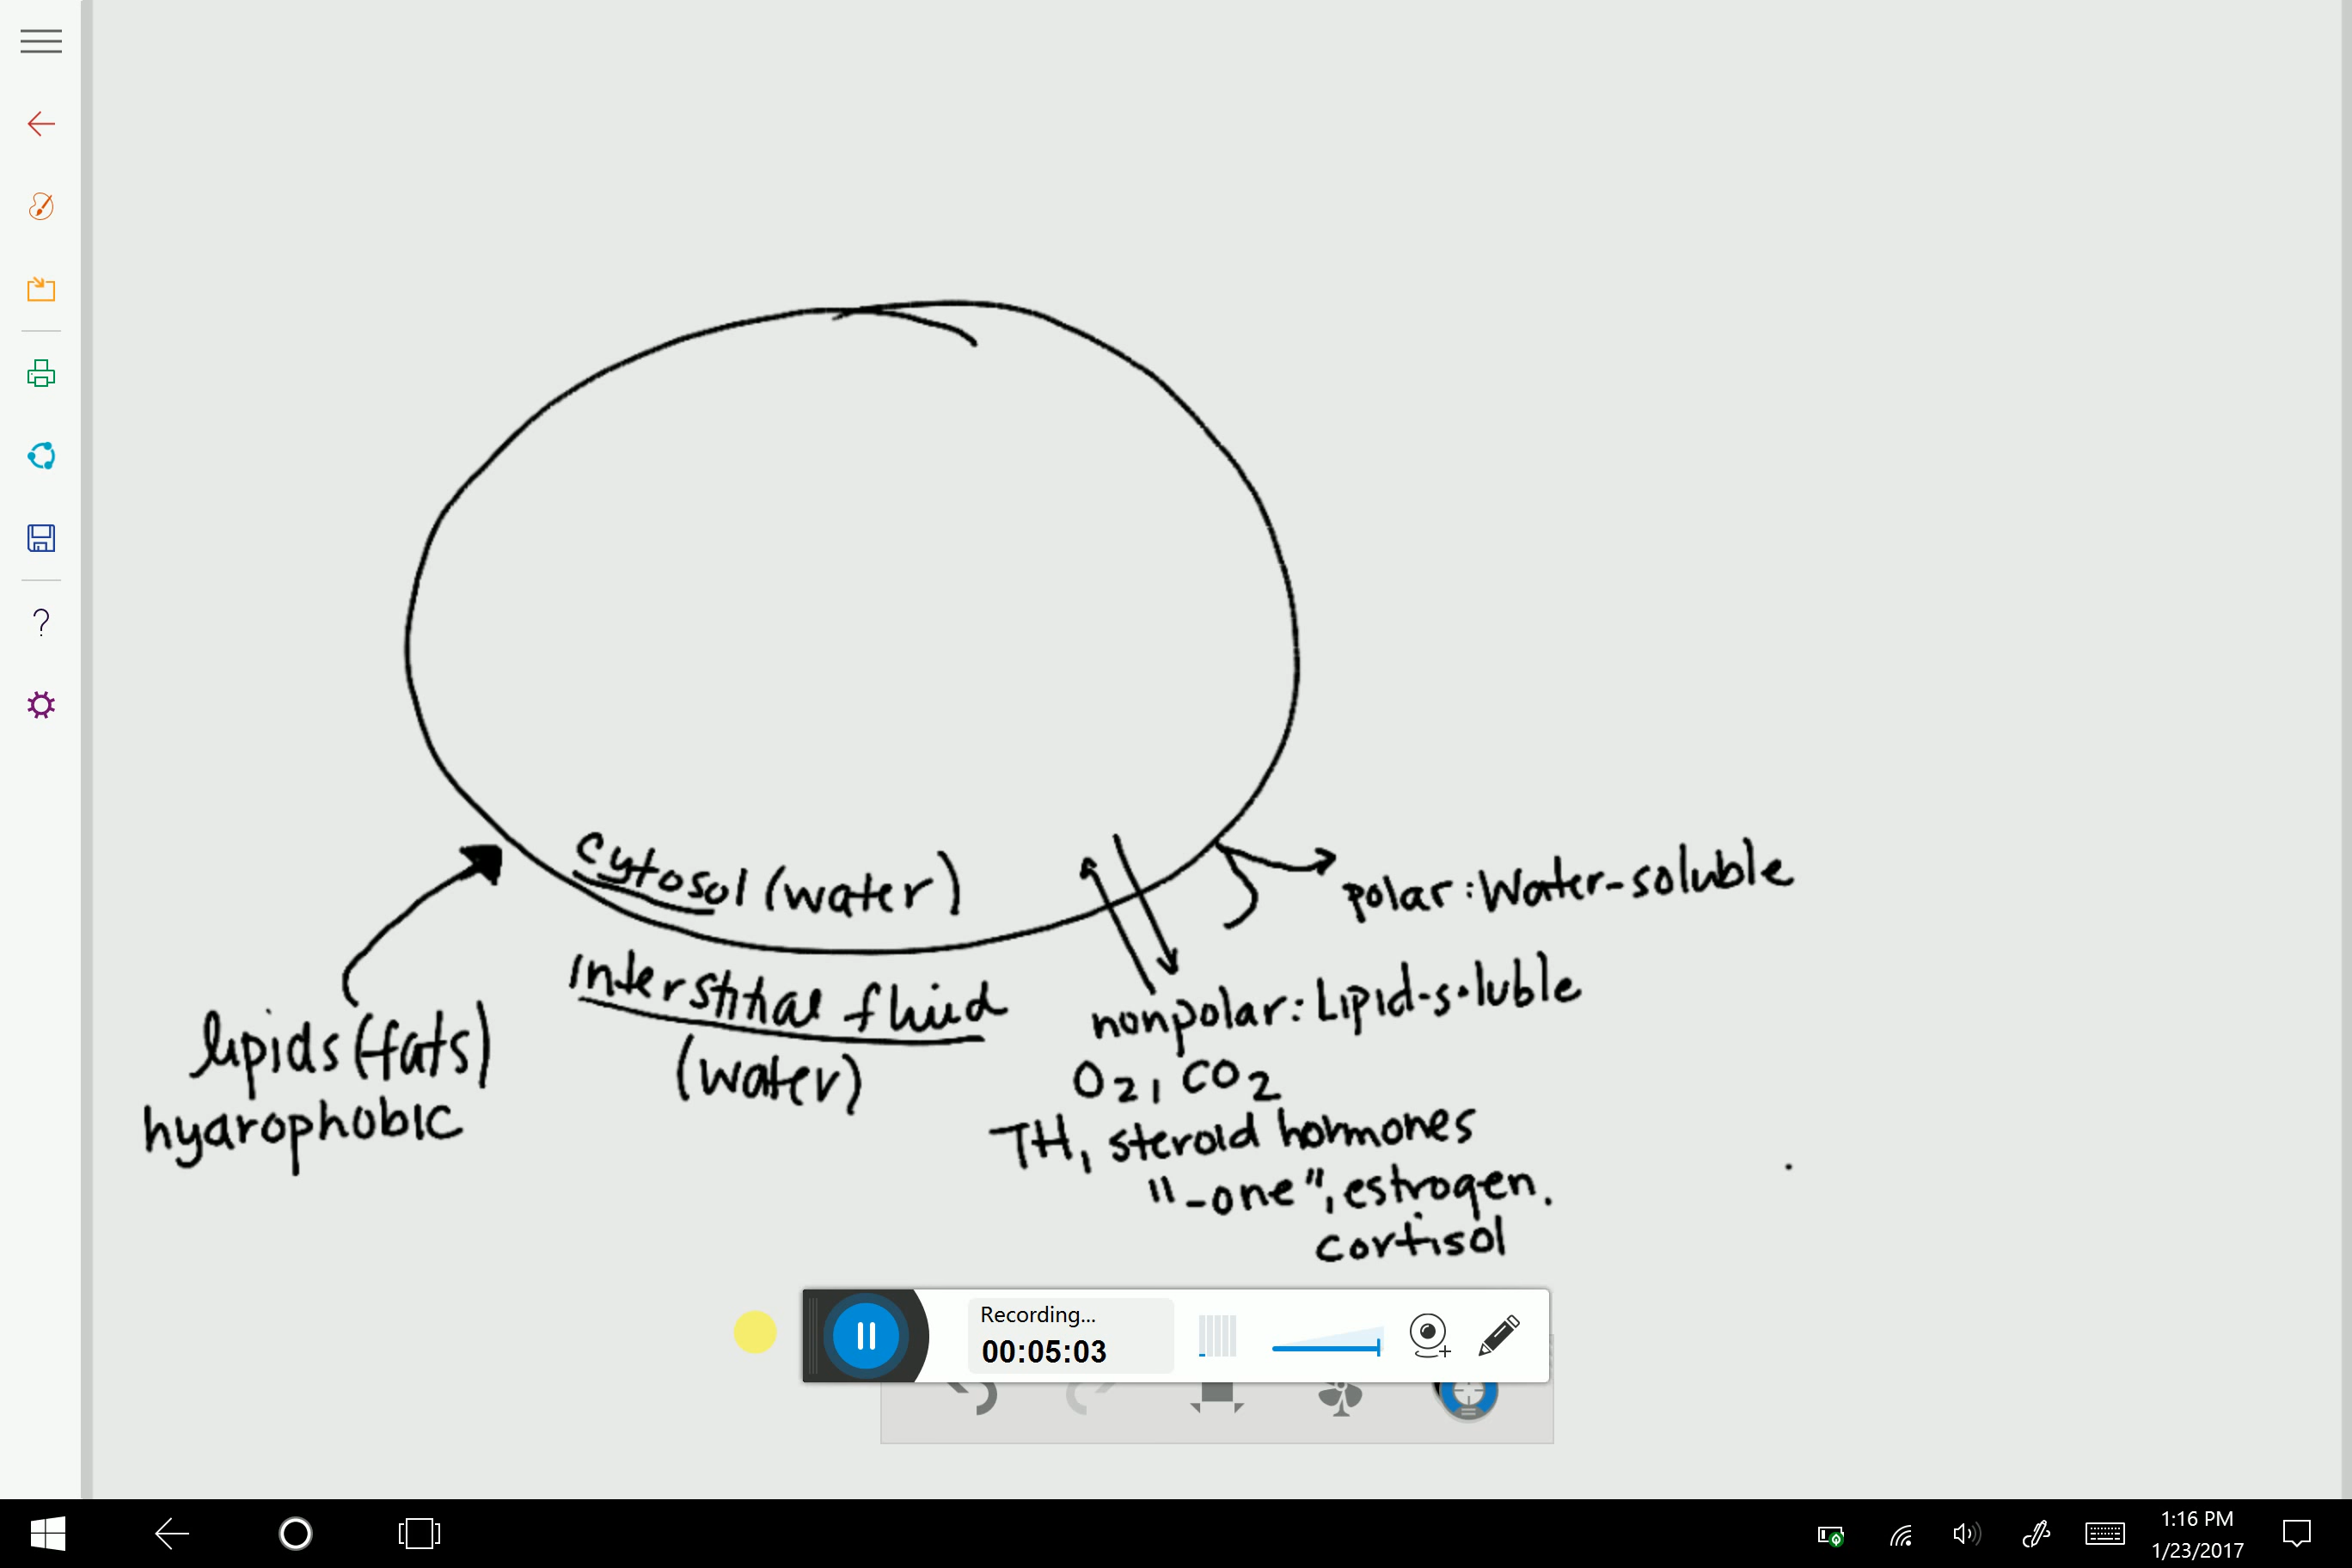 cytosol (water)
polar: Water-soluble
Interstitial fluid
(water)
lipids (fats)
hydrophobic
nonpolar: Lipid-soluble
O2, CO2
TH, steroid hormones
"-one", estrogen.
cortisol
Recording...
00:05:03
1:16 PM
1/23/2017